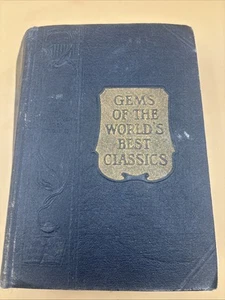 GEMS
OF THE
WORLD'S
BEST
CLASSICS